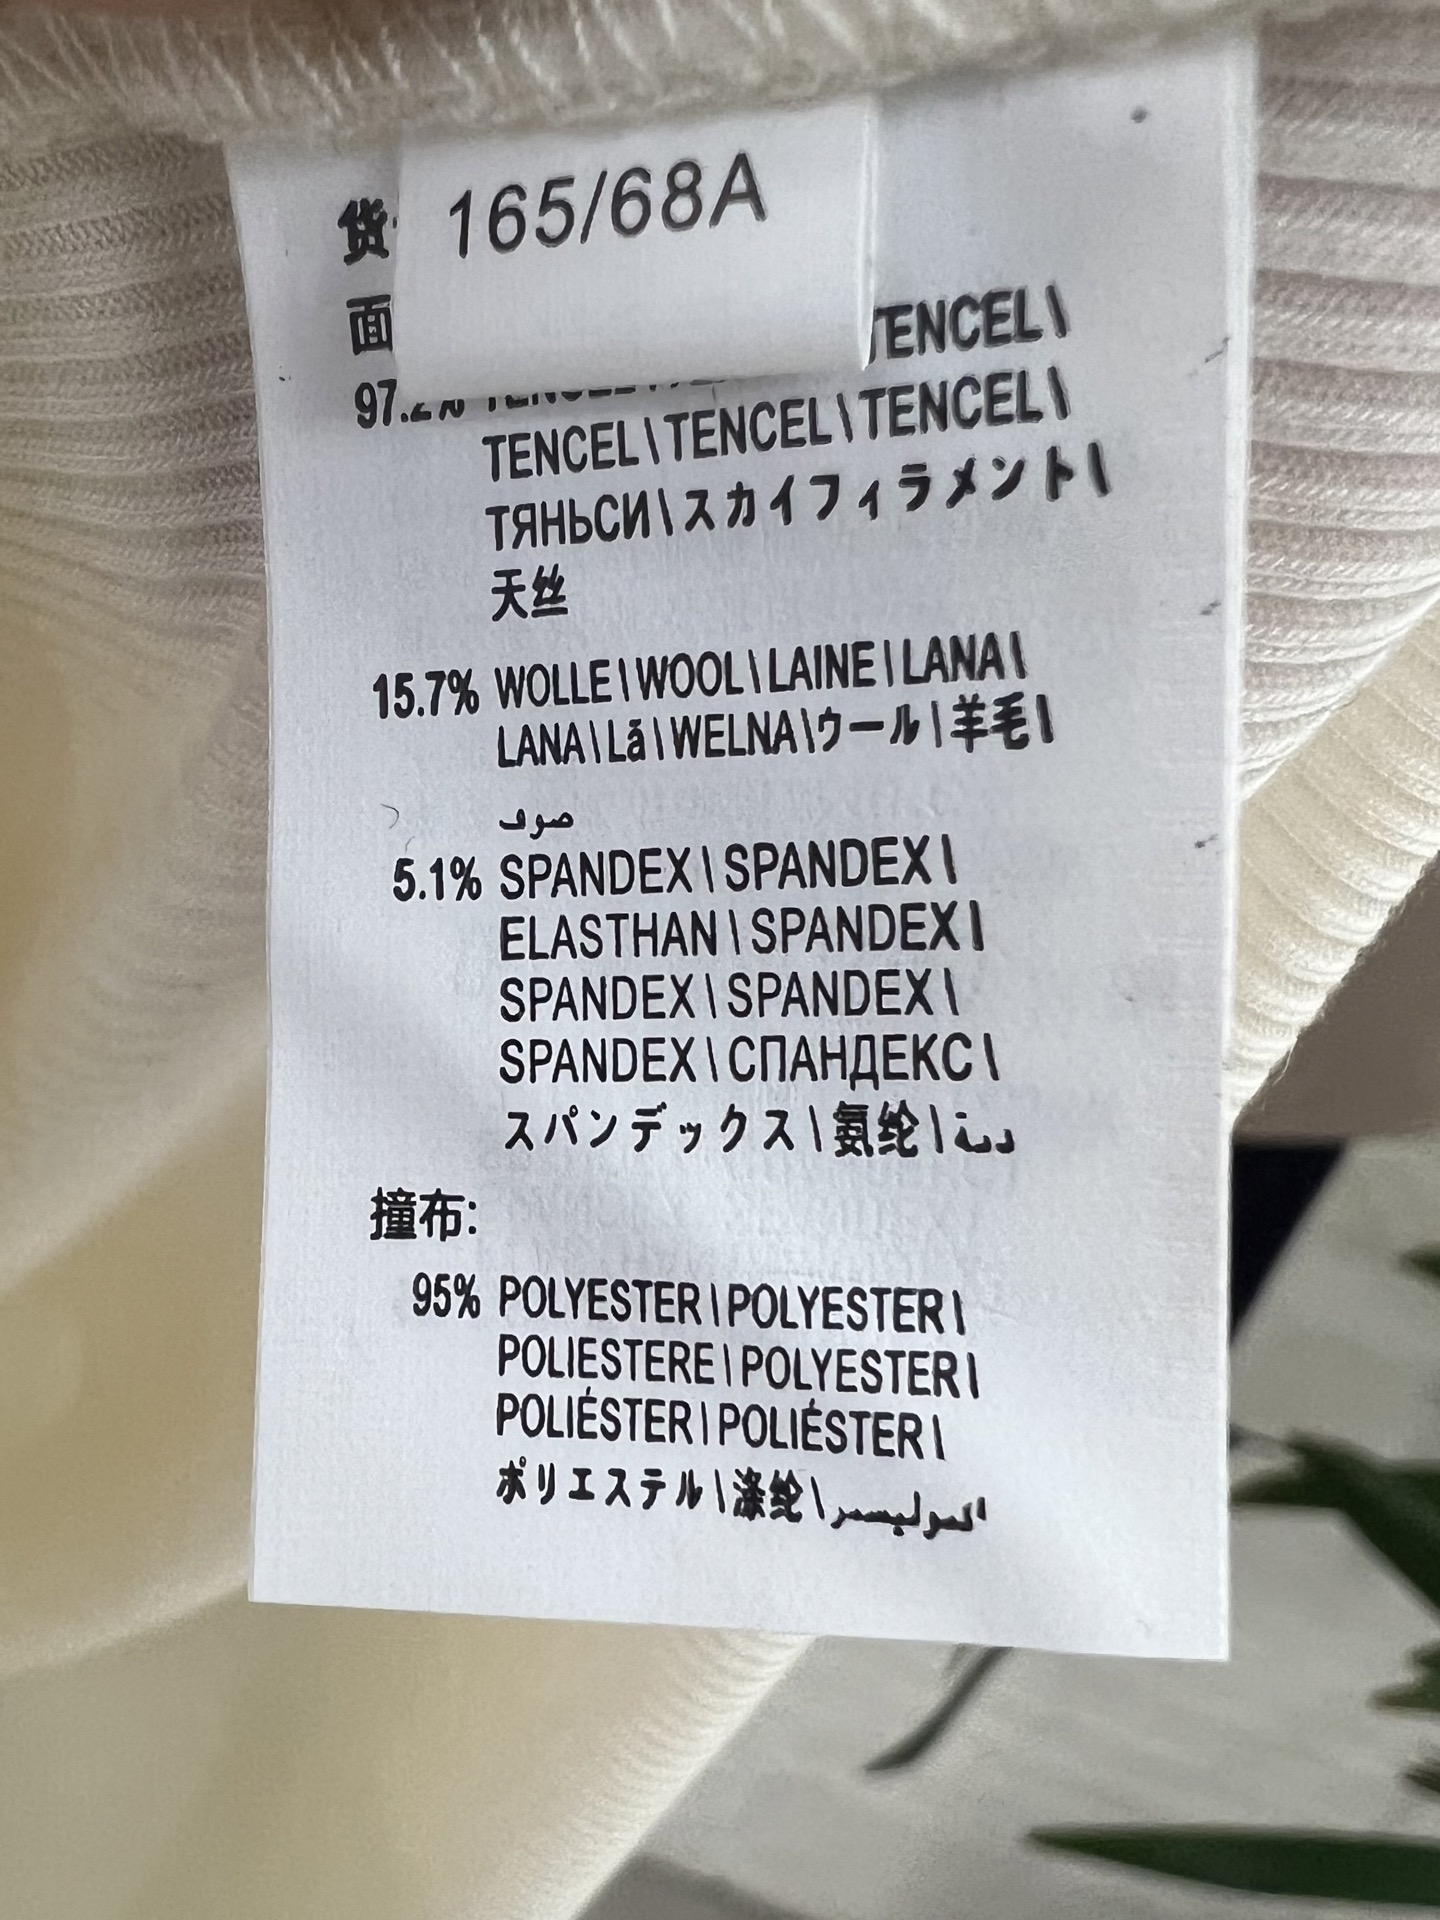 165/68A
货
面
TENCEL\
97.2%
TENCEL\TENCEL\TENCEL\
ТЯНЬСИ\スカイフィラメント\
天丝
15.7% WOLLE\WOOL\LAINE\LANA\
LANA\Lã\WELNA\ウール\羊毛\
صوف
5.1% SPANDEX\SPANDEX\
ELASTHAN\SPANDEX\
SPANDEX\SPANDEX\
SPANDEX\СПАНДЕКС\
スパンデックス\氨纶\
撞布:
95% POLYESTER\POLYESTER\
POLIESTERE\POLYESTER\
POLIÉSTER\POLIÉSTER\
ポリエステル\涤纶\